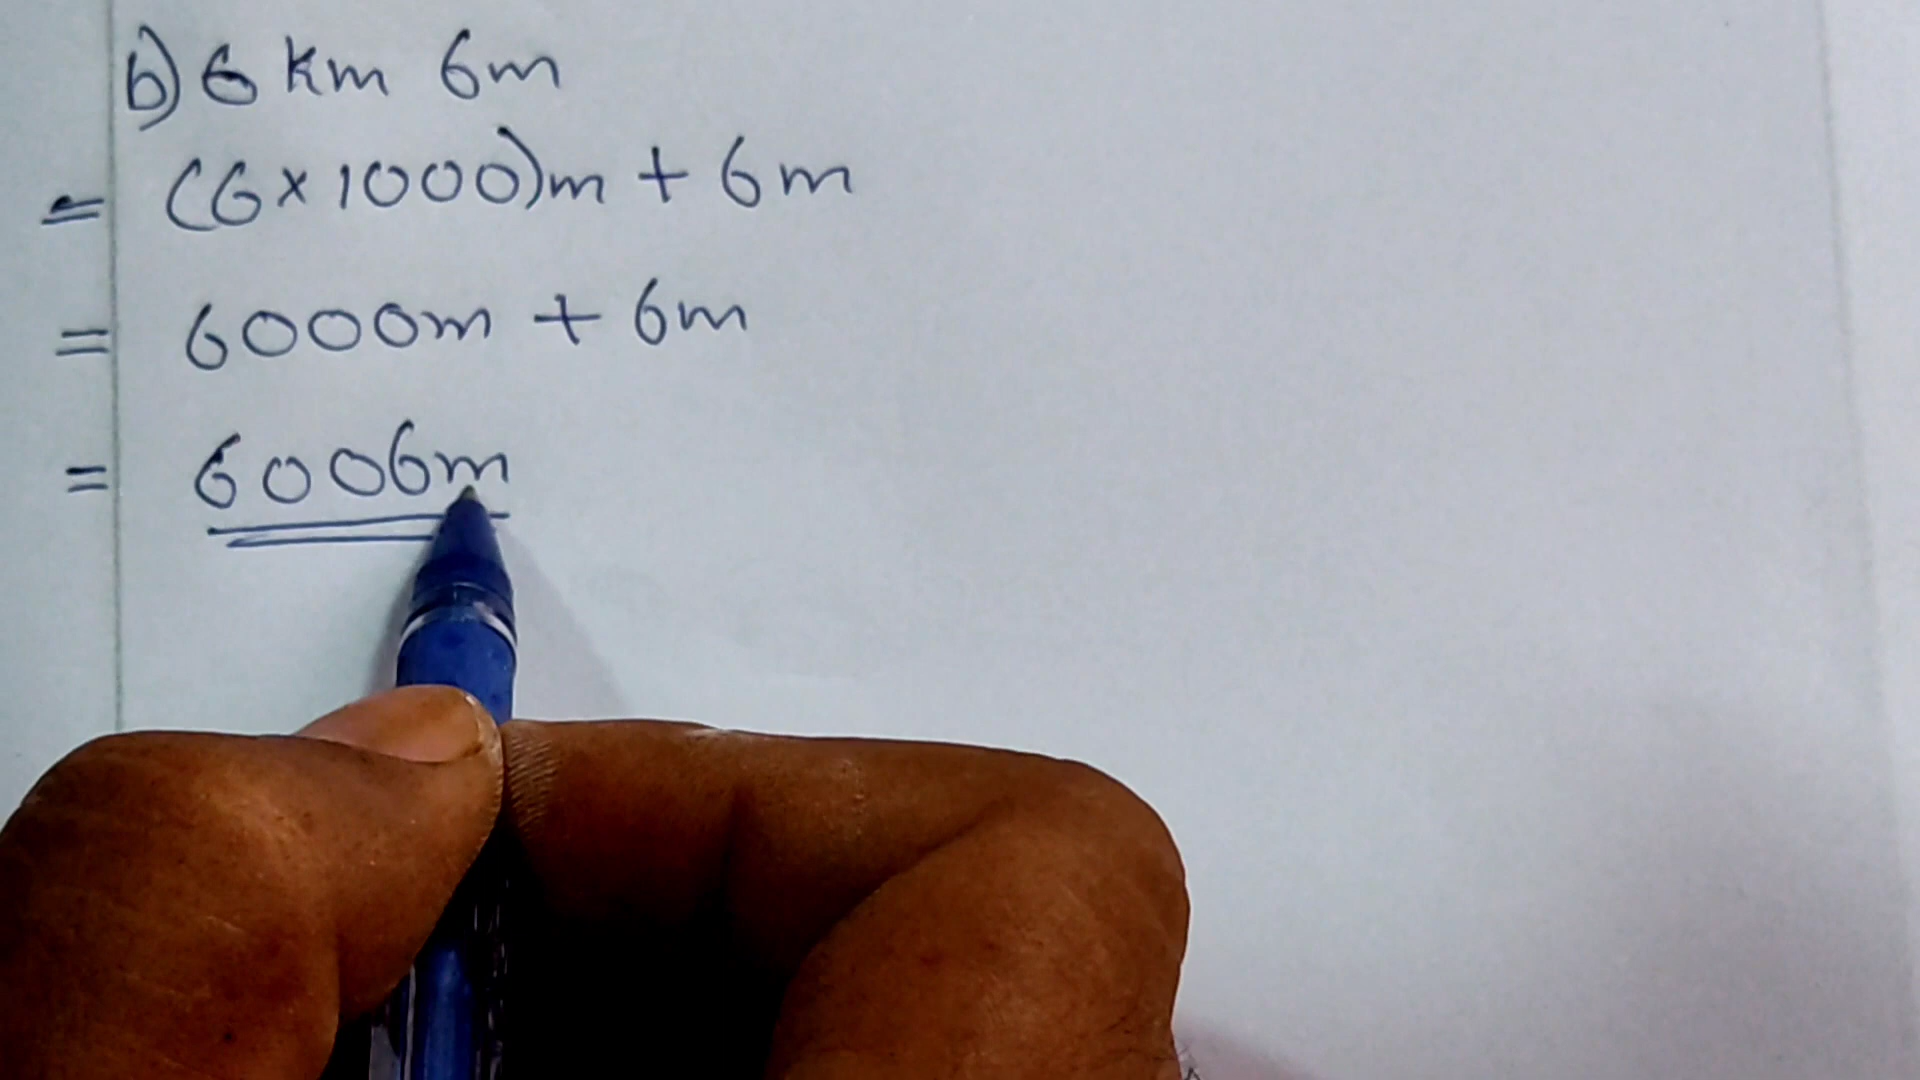 b) 6 km 6m
= (6×1000)m + 6m
= 6000m + 6m
= 6006m